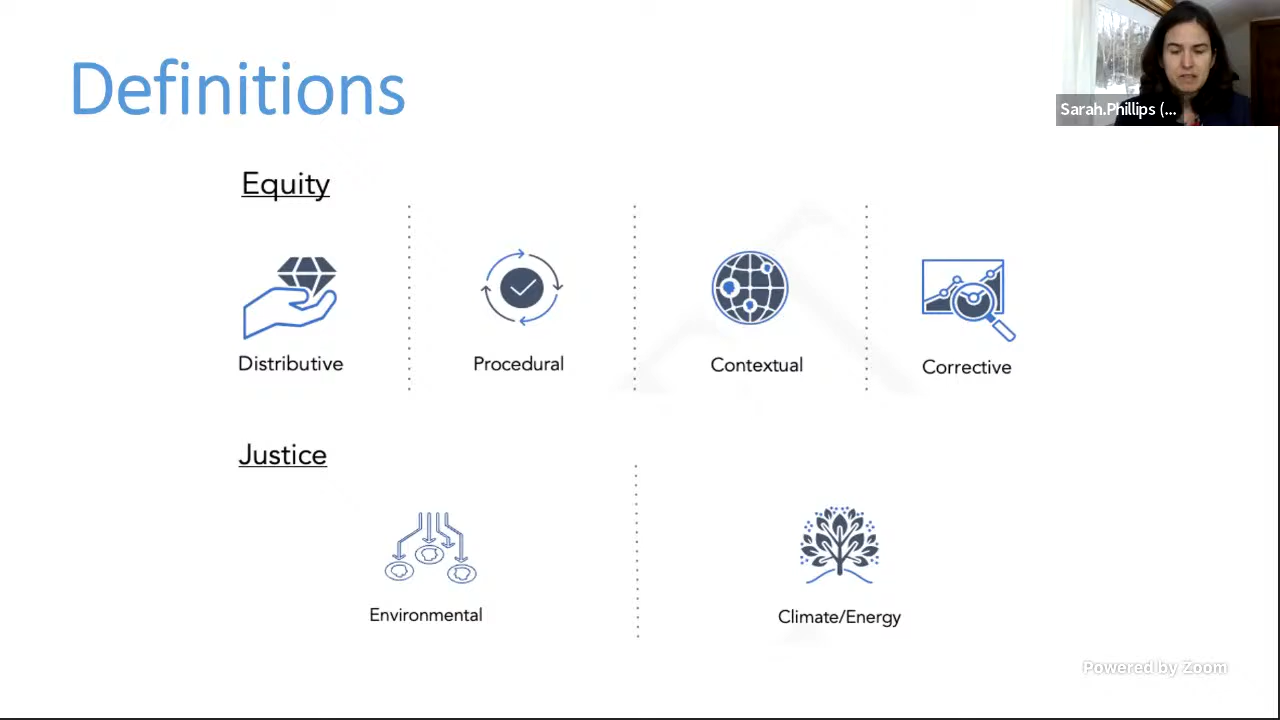 Definitions
Sarah.Phillips (...
Equity
Distributive
Procedural
Contextual
Corrective
Justice
Environmental
Climate/Energy
Powered by Zoom